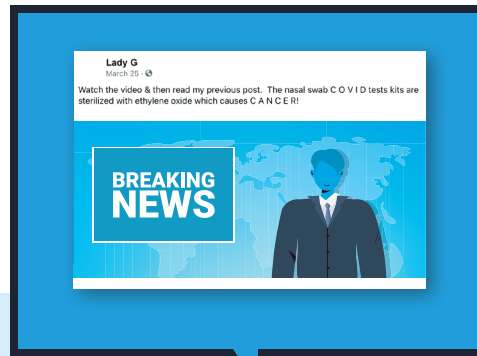 Lady G
March 25 ·
Watch the video & then read my previous post. The nasal swab C O V I D tests kits are
sterilized with ethylene oxide which causes C A N C E R!
BREAKING
NEWS